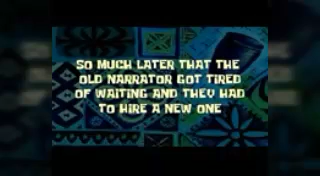 SO MUCH LATER THAT THE
OLD NARRATOR GOT TIRED
OF WAITING AND THEY HAD
TO HIRE A NEW ONE